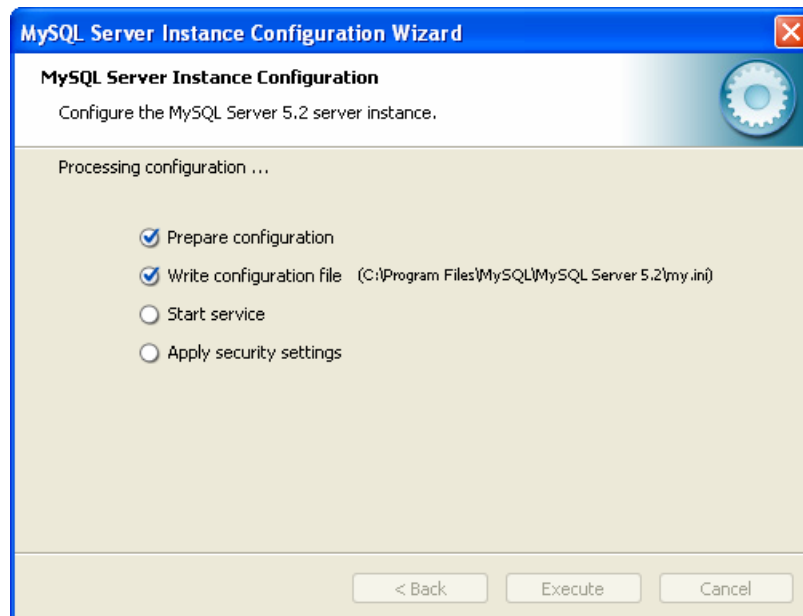 MySQL Server Instance Configuration Wizard
MySQL Server Instance Configuration
Configure the MySQL Server 5.2 server instance.
Processing configuration ...
Prepare configuration
Write configuration file (C:\Program Files\MySQL\MySQL Server 5.2\my.ini)
Start service
Apply security settings
< Back Execute Cancel